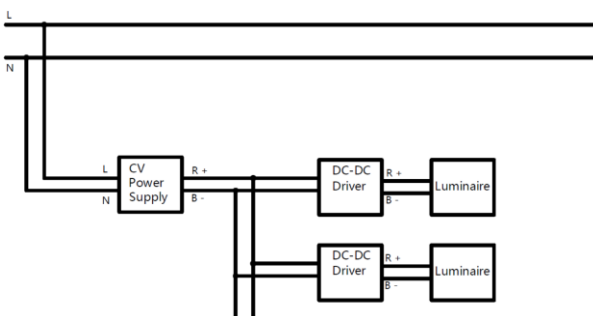 L
N
L
N
CV
Power
Supply
R +
B -
DC-DC
Driver
R +
B -
Luminaire
DC-DC
Driver
R +
B -
Luminaire